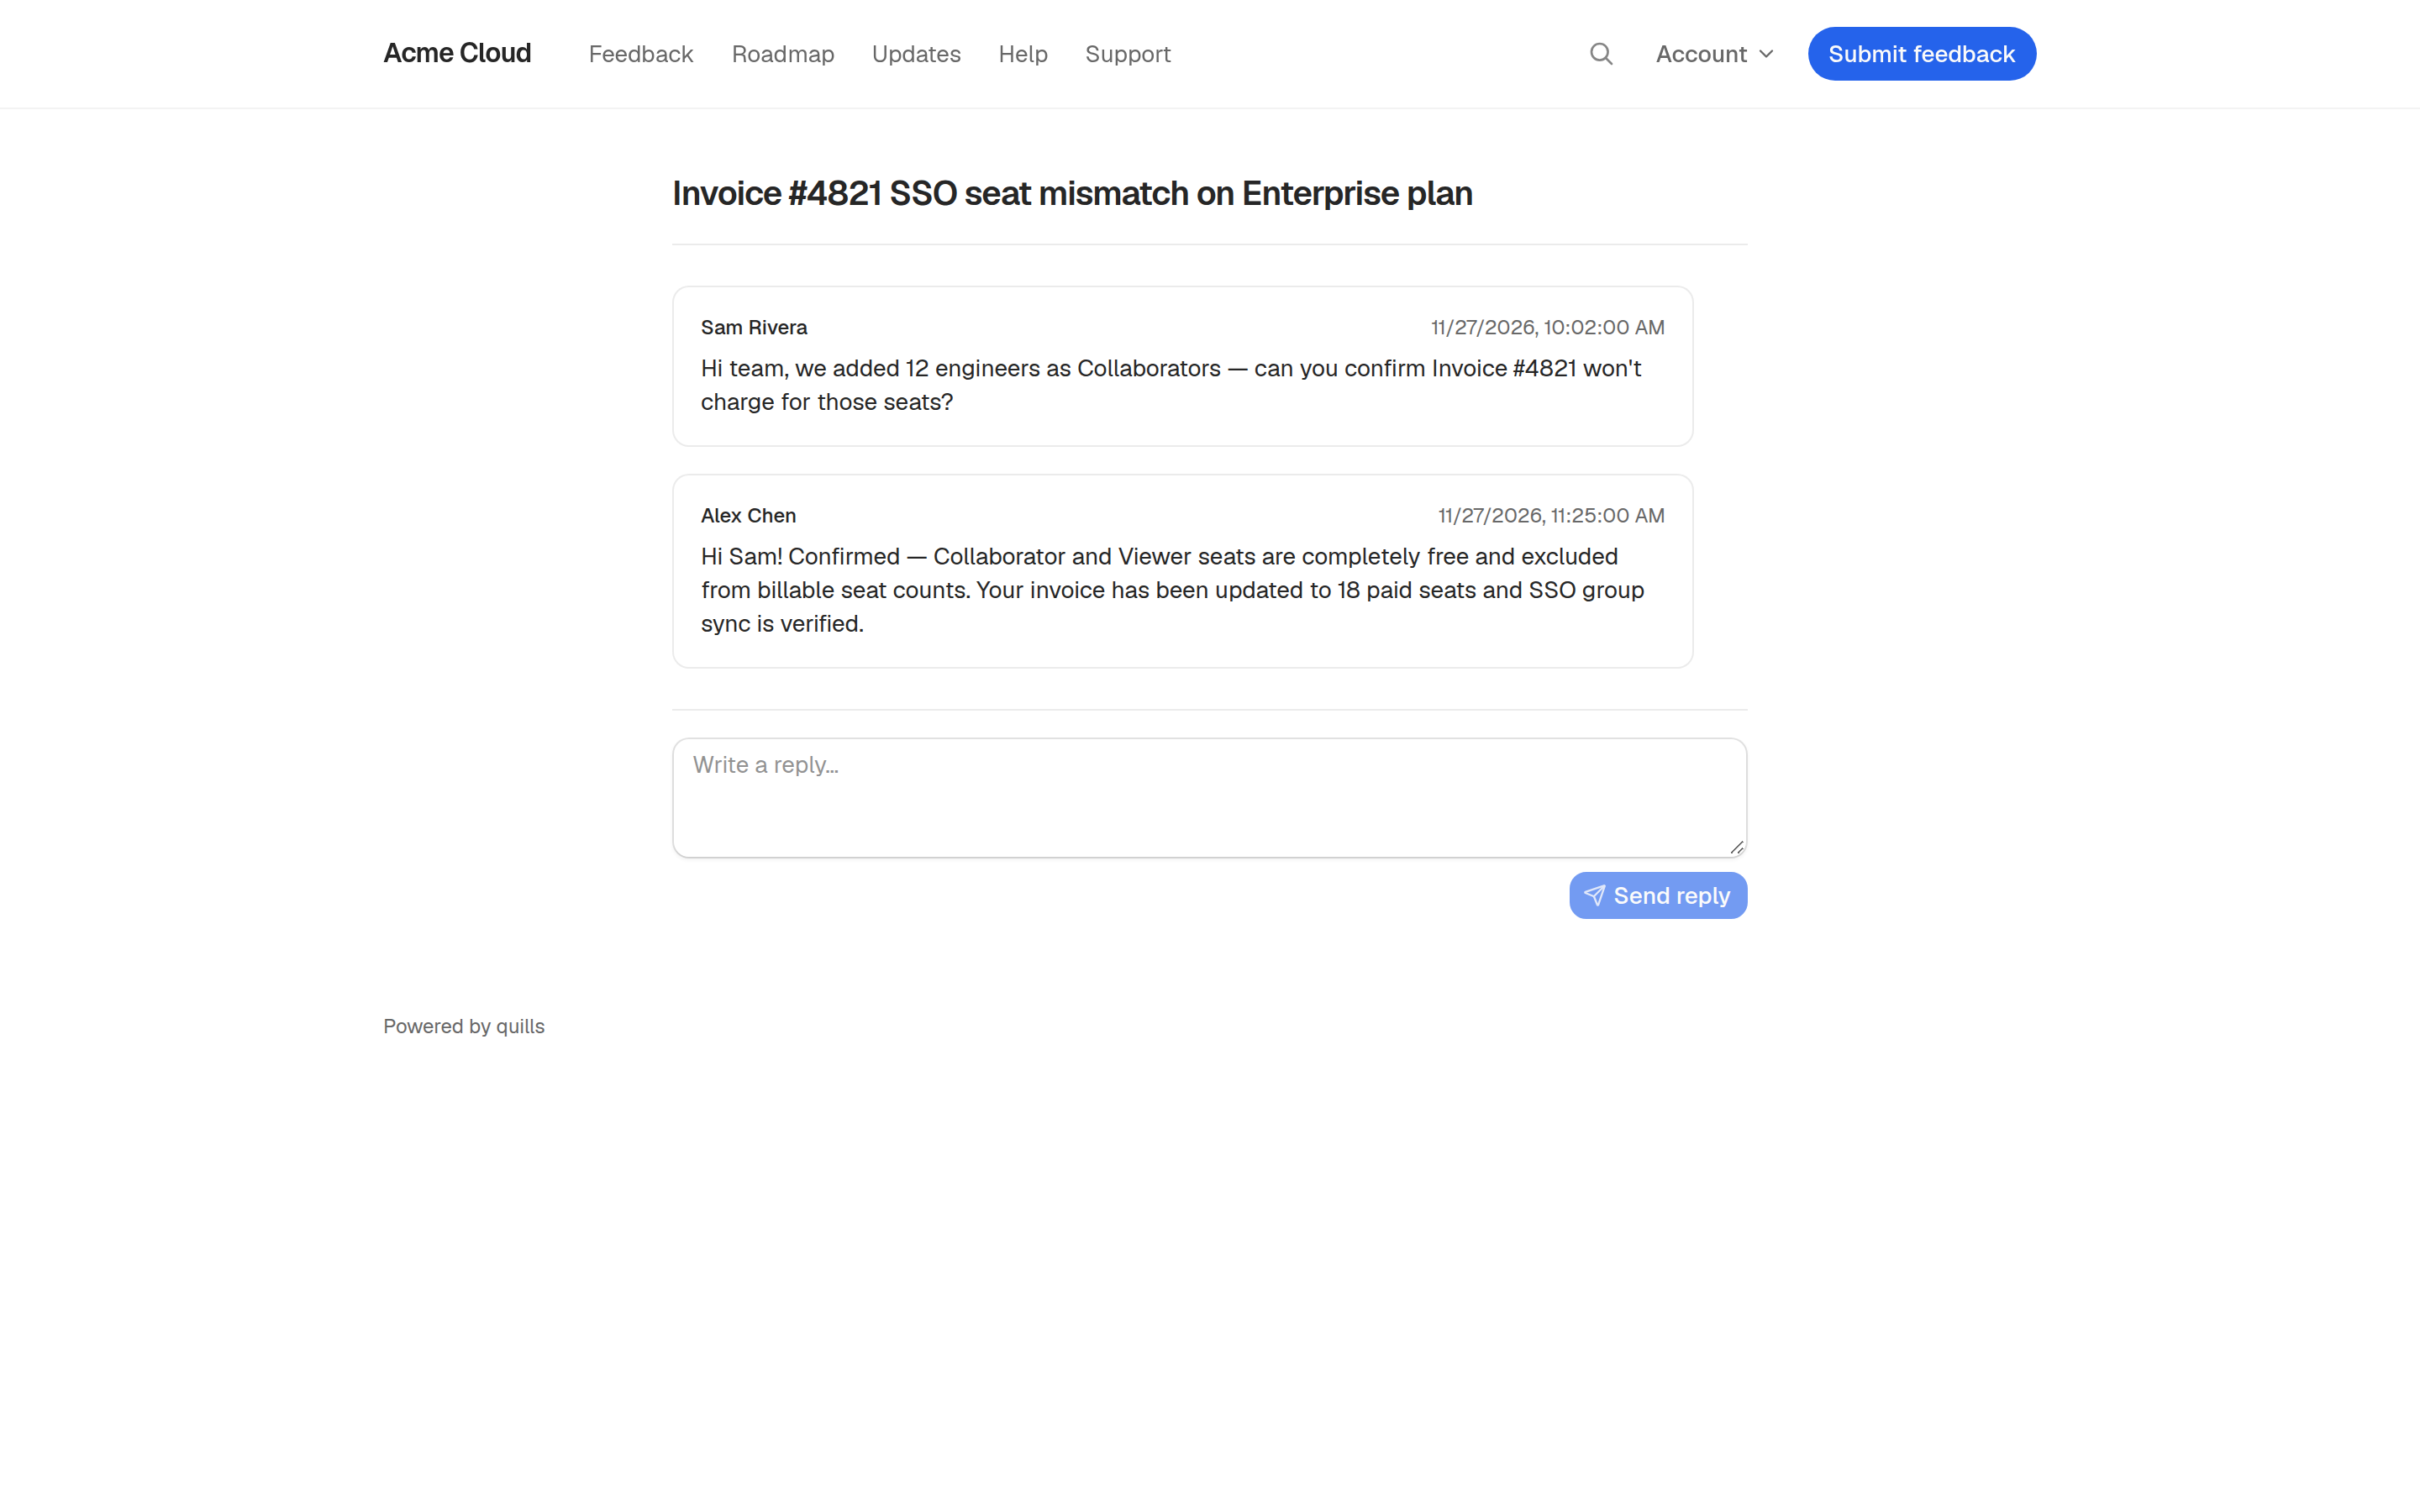 Acme Cloud
Feedback
Roadmap
Updates
Help
Support
Account
Submit feedback
Invoice #4821 SSO seat mismatch on Enterprise plan
Sam Rivera
11/27/2026, 10:02:00 AM
Hi team, we added 12 engineers as Collaborators — can you confirm Invoice #4821 won't
charge for those seats?
Alex Chen
11/27/2026, 11:25:00 AM
Hi Sam! Confirmed — Collaborator and Viewer seats are completely free and excluded
from billable seat counts. Your invoice has been updated to 18 paid seats and SSO group
sync is verified.
Write a reply...
Send reply
Powered by quills